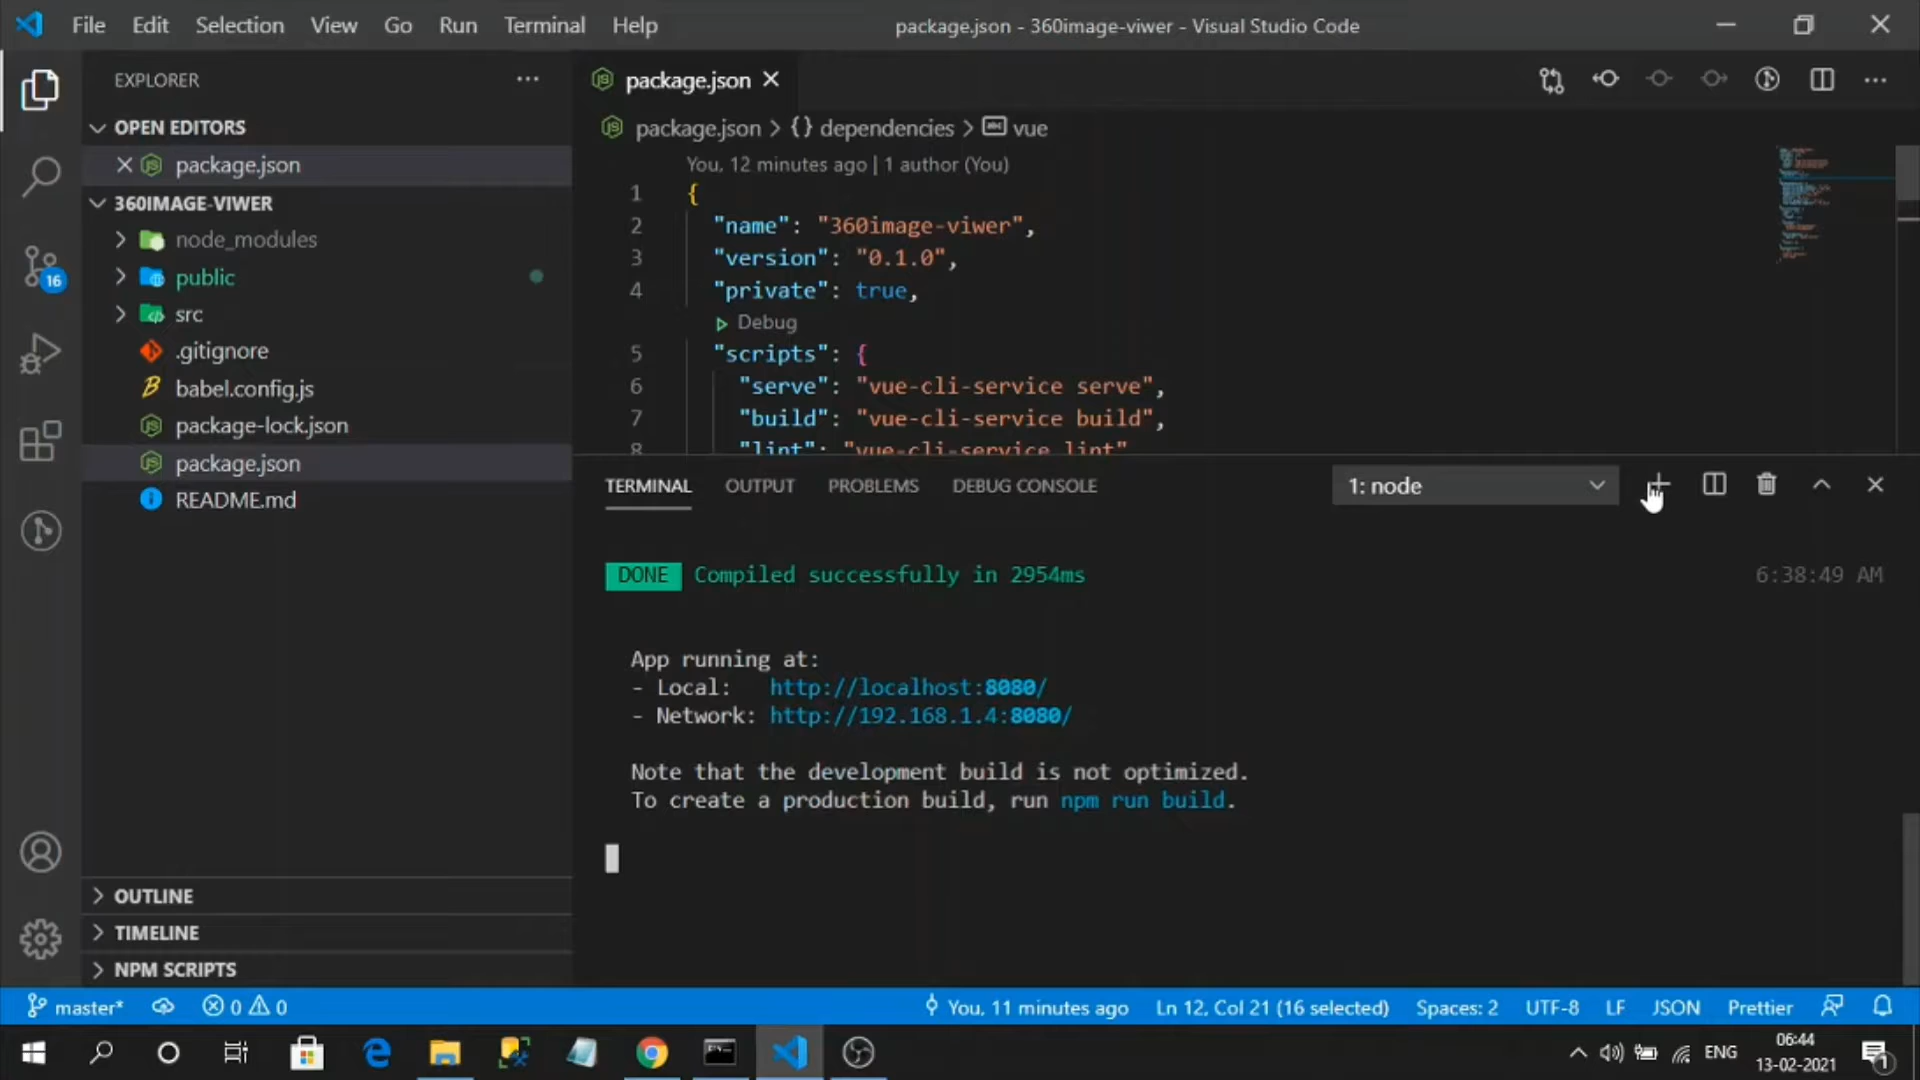 File Edit Selection View Go Run Terminal Help
package.json - 360image-viwer - Visual Studio Code
EXPLORER
OPEN EDITORS
package.json
360IMAGE-VIWER
node_modules
public
src
.gitignore
babel.config.js
package-lock.json
package.json
README.md
OUTLINE
TIMELINE
NPM SCRIPTS
16
package.json
package.json > {} dependencies > vue
You, 12 minutes ago | 1 author (You)
1 {
2 "name": "360image-viwer",
3 "version": "0.1.0",
4 "private": true,
Debug
5 "scripts": {
6 "serve": "vue-cli-service serve",
7 "build": "vue-cli-service build",
8 "lint": "vue-cli-service lint"
TERMINAL OUTPUT PROBLEMS DEBUG CONSOLE
1: node
DONE Compiled successfully in 2954ms 6:38:49 AM
App running at:
- Local: http://localhost:8080/
- Network: http://192.168.1.4:8080/
Note that the development build is not optimized.
To create a production build, run npm run build.
master* 0 0 You, 11 minutes ago Ln 12, Col 21 (16 selected) Spaces: 2 UTF-8 LF JSON Prettier
ENG
06:44
13-02-2021
1